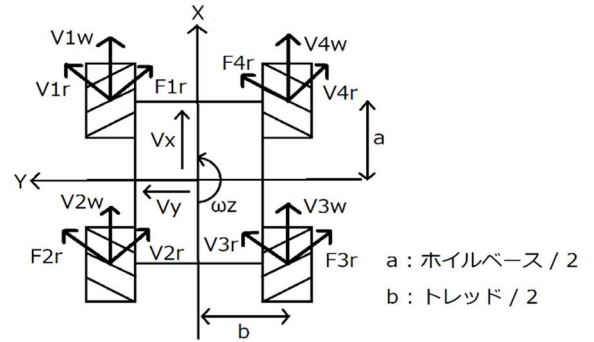 X
V1w
V4w
F1r
F4r
V1r
V4r
Vx
a
Y
V2w
Vy
ωz
V3w
F2r
V2r
V3r
F3r
a：ホイルベース / 2
b：トレッド / 2
b